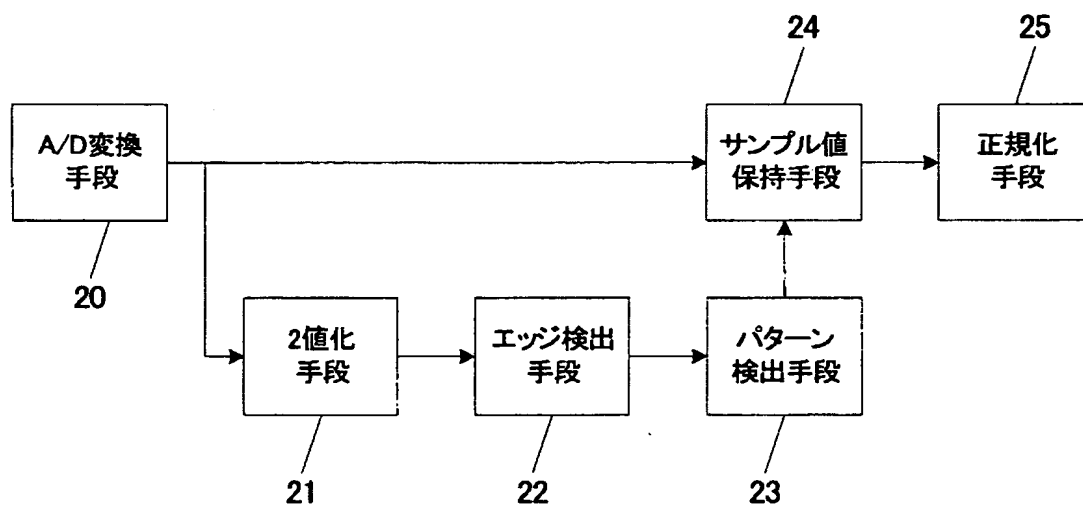 24
25
A/D変換
手段
サンプル値
保持手段
正規化
手段
20
2値化
手段
エッジ検出
手段
パターン
検出手段
21
22
23